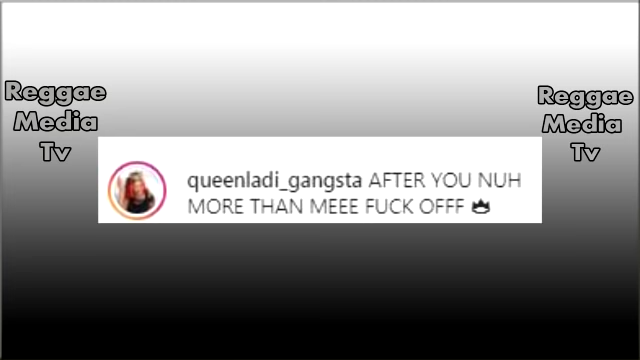 Reggae
Media
Tv
Reggae
Media
Tv
queenladi_gangsta AFTER YOU NUH
MORE THAN MEEE FUCK OFFF